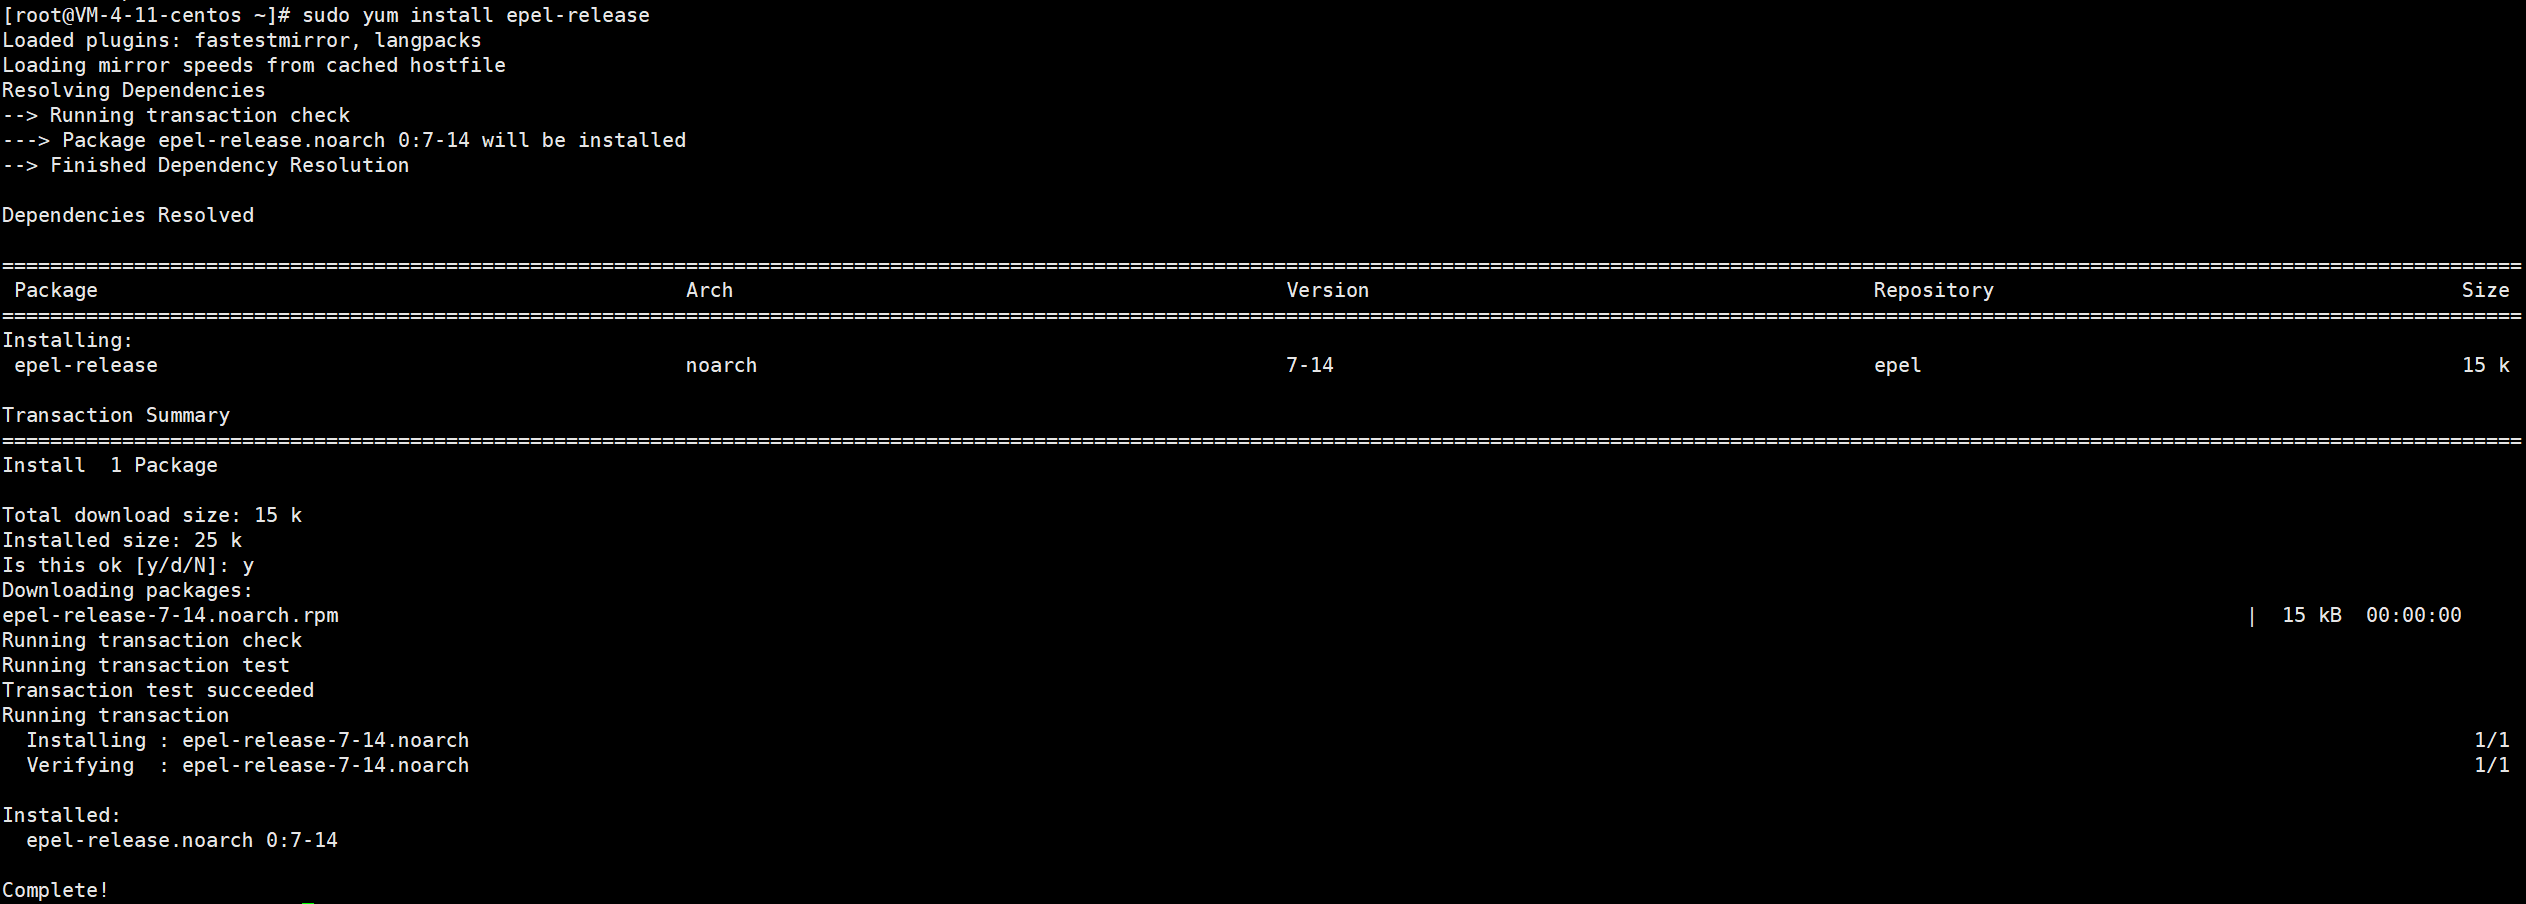 [root@VM-4-11-centos ~]# sudo yum install epel-release
Loaded plugins: fastestmirror, langpacks
Loading mirror speeds from cached hostfile
Resolving Dependencies
--> Running transaction check
---> Package epel-release.noarch 0:7-14 will be installed
--> Finished Dependency Resolution
Dependencies Resolved
Package Arch Version Repository Size
Installing:
epel-release noarch 7-14 epel 15 k
Transaction Summary
Install  1 Package
Total download size: 15 k
Installed size: 25 k
Is this ok [y/d/N]: y
Downloading packages:
epel-release-7-14.noarch.rpm | 15 kB 00:00:00
Running transaction check
Running transaction test
Transaction test succeeded
Running transaction
Installing : epel-release-7-14.noarch 1/1
Verifying  : epel-release-7-14.noarch 1/1
Installed:
epel-release.noarch 0:7-14
Complete!